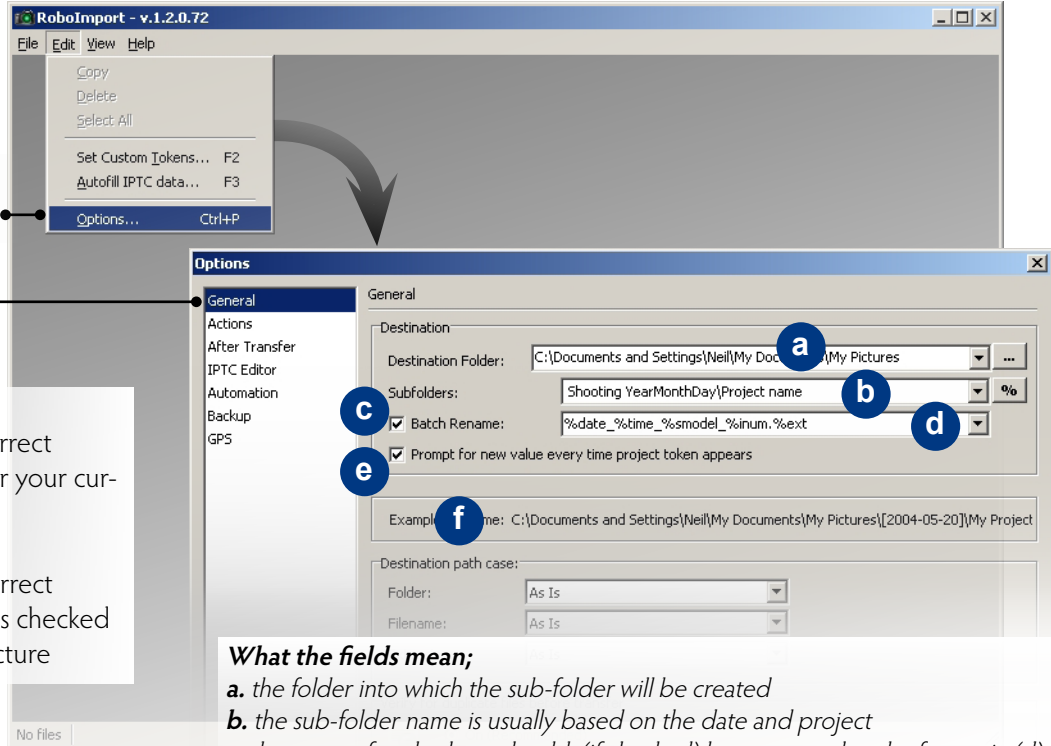 RoboImport - v.1.2.0.72
File Edit View Help
Copy
Delete
Select All
Set Custom Tokens... F2
Autofill IPTC data... F3
Options... Ctrl+P
Options
General
Actions
After Transfer
IPTC Editor
Automation
Backup
GPS
General
Destination
Destination Folder: C:\Documents and Settings\Neil\My Doc \My Pictures ...
a
Subfolders: Shooting YearMonthDay\Project name %
b
c
Batch Rename: %date_%time_%smodel_%inum.%ext
d
Prompt for new value every time project token appears
e
Example me: C:\Documents and Settings\Neil\My Documents\My Pictures\[2004-05-20]\My Project
f
Destination path case:
Folder: As Is
Filename: As Is
rrect
r your cur-
rrect
s checked
cture
What the fields mean;
a. the folder into which the sub-folder will be created
b. the sub-folder name is usually based on the date and project
No files